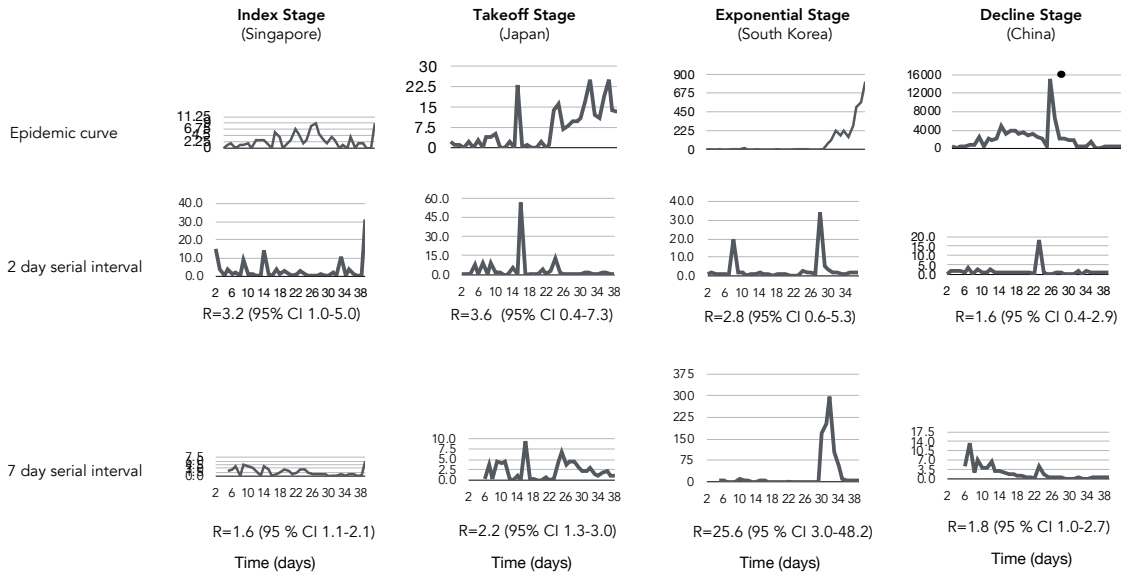 Index Stage
(Singapore)
Takeoff Stage
(Japan)
Exponential Stage
(South Korea)
Decline Stage
(China)
Epidemic curve
11.25
9
6.75
4.5
2.25
0
30
22.5
15
7.5
0
900
675
450
225
0
16000
12000
8000
4000
0
2 day serial interval
40.0
30.0
20.0
10.0
0.0
2 6 10 14 18 22 26 30 34 38
R=3.2 (95% CI 1.0-5.0)
60.0
45.0
30.0
15.0
0.0
2 6 10 14 18 22 26 30 34 38
R=3.6 (95% CI 0.4-7.3)
40.0
30.0
20.0
10.0
0.0
2 6 10 14 18 22 26 30 34
R=2.8 (95% CI 0.6-5.3)
20.0
15.0
10.0
5.0
0.0
2 6 10 14 18 22 26 30 34 38
R=1.6 (95% CI 0.4-2.9)
7 day serial interval
7.5
0.0
2 6 10 14 18 22 26 30 34 38
R=1.6 (95 % CI 1.1-2.1)
Time (days)
10.0
7.5
5.0
2.5
0.0
2 6 10 14 18 22 26 30 34 38
R=2.2 (95% CI 1.3-3.0)
Time (days)
375
300
225
150
75
0
2 6 10 14 18 22 26 30 34 38
R=25.6 (95 % CI 3.0-48.2)
Time (days)
17.5
14.0
10.5
7.0
3.5
0.0
2 6 10 14 18 22 26 30 34 38
R=1.8 (95% CI 1.0-2.7)
Time (days)